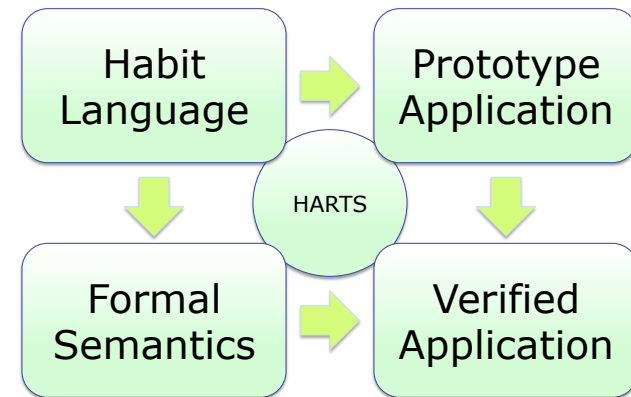 Habit
Language
Prototype
Application
HARTS
Formal
Semantics
Verified
Application